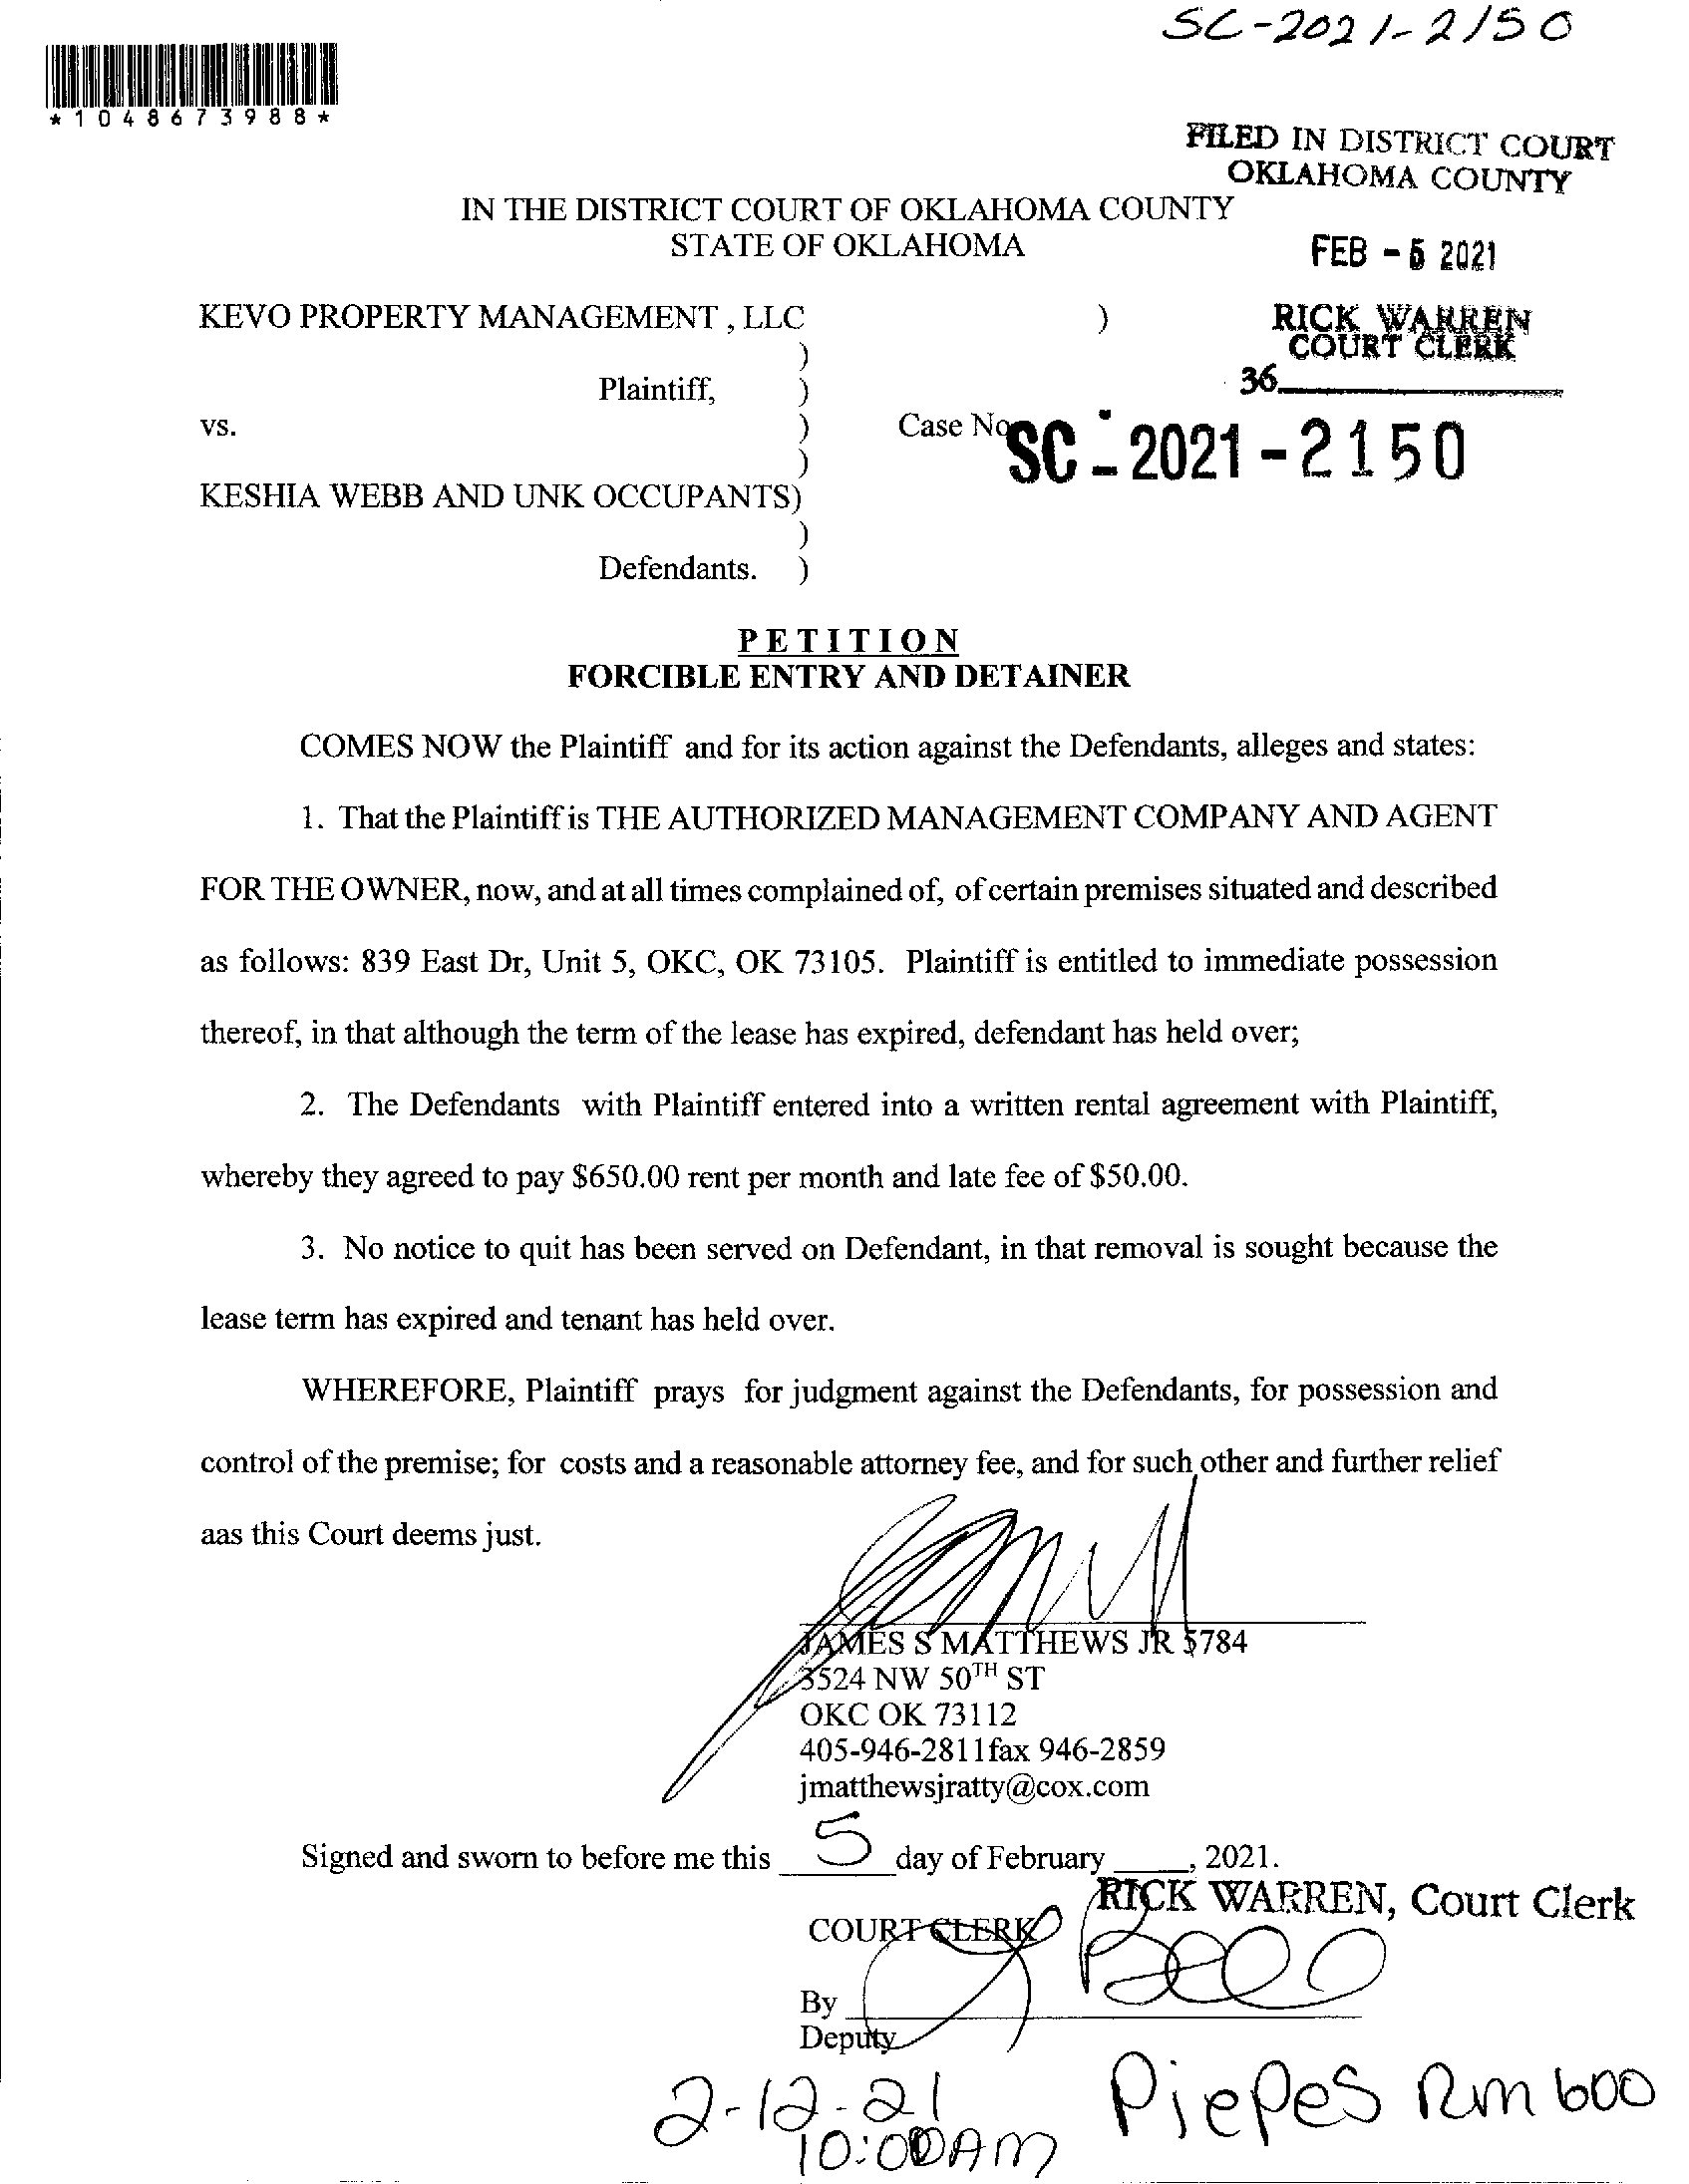 SC-2021-2150
*1048673988*
FILED IN DISTRICT COURT
OKLAHOMA COUNTY
IN THE DISTRICT COURT OF OKLAHOMA COUNTY
STATE OF OKLAHOMA
FEB - 5 2021
KEVO PROPERTY MANAGEMENT , LLC )
RICK WARREN
COURT CLERK
)
36
Plaintiff, )
vs. )
Case No
SC - 2021 - 2150
)
KESHIA WEBB AND UNK OCCUPANTS)
)
Defendants. )
PETITION
FORCIBLE ENTRY AND DETAINER
COMES NOW the Plaintiff and for its action against the Defendants, alleges and states:
1. That the Plaintiff is THE AUTHORIZED MANAGEMENT COMPANY AND AGENT
FOR THE OWNER, now, and at all times complained of, of certain premises situated and described
as follows: 839 East Dr, Unit 5, OKC, OK 73105. Plaintiff is entitled to immediate possession
thereof, in that although the term of the lease has expired, defendant has held over;
2. The Defendants with Plaintiff entered into a written rental agreement with Plaintiff,
whereby they agreed to pay $650.00 rent per month and late fee of $50.00.
3. No notice to quit has been served on Defendant, in that removal is sought because the
lease term has expired and tenant has held over.
WHEREFORE, Plaintiff prays for judgment against the Defendants, for possession and
control of the premise; for costs and a reasonable attorney fee, and for such other and further relief
aas this Court deems just.
JAMES S MATTHEWS JR 5784
3524 NW 50TH ST
OKC OK 73112
405-946-2811fax 946-2859
jmatthewsjratty@cox.com
Signed and sworn to before me this 5 day of February ____, 2021.
RICK WARREN, Court Clerk
COURT CLERK
By
Deputy
2-12-21
10:00AM
Piepes Rm 600